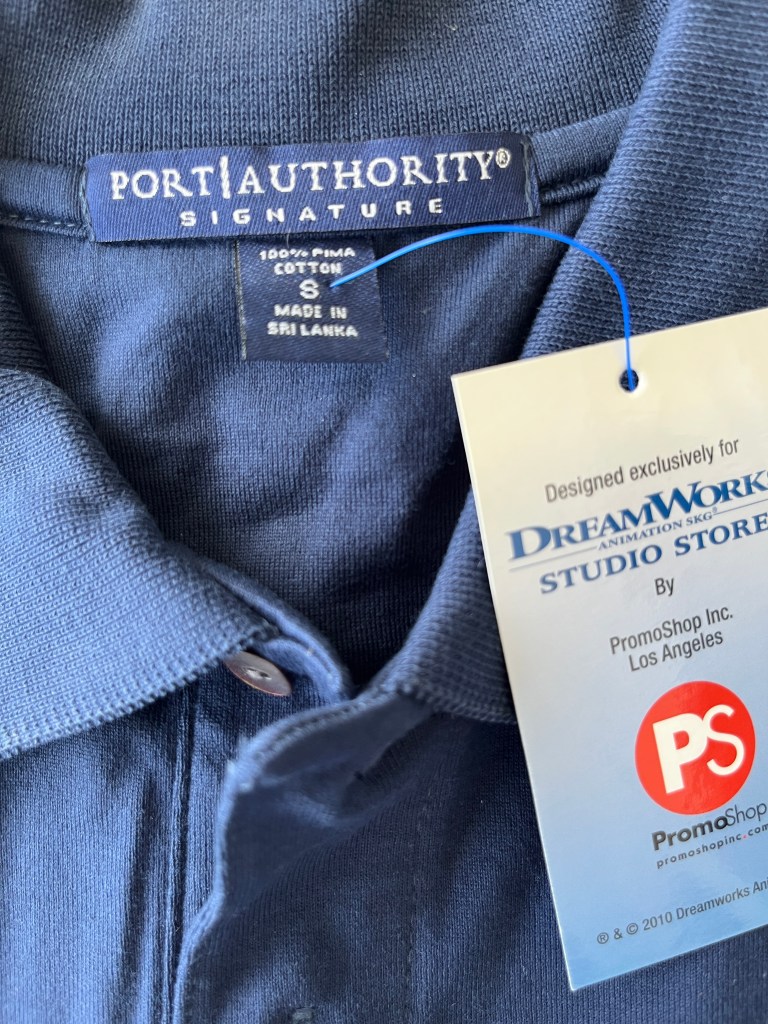 PORT|AUTHORITY®
SIGNATURE
100% PIMA
COTTON
S
MADE IN
SRI LANKA
Designed exclusively for
DREAMWORKS
ANIMATION SKG®
STUDIO STORE
By
PromoShop Inc.
Los Angeles
PS
PromoShop
promoshopinc.com
® & © 2010 Dreamworks